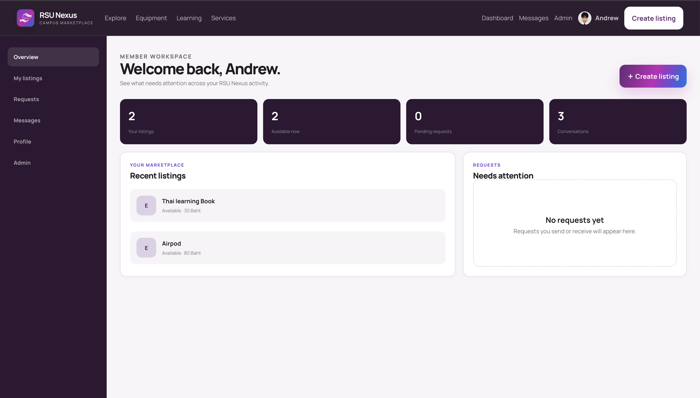 RSU Nexus
CAMPUS MARKETPLACE
Explore Equipment Learning Services
Dashboard Messages Admin Andrew Create listing
Overview
My listings
Requests
Messages
Profile
Admin
MEMBER WORKSPACE
Welcome back, Andrew.
See what needs attention across your RSU Nexus activity.
+ Create listing
2
Your listings
2
Available now
0
Pending requests
3
Conversations
YOUR MARKETPLACE
Recent listings
E
Thai learning Book
Available · 30 Baht
E
Airpod
Available · 80 Baht
REQUESTS
Needs attention
No requests yet
Requests you send or receive will appear here.